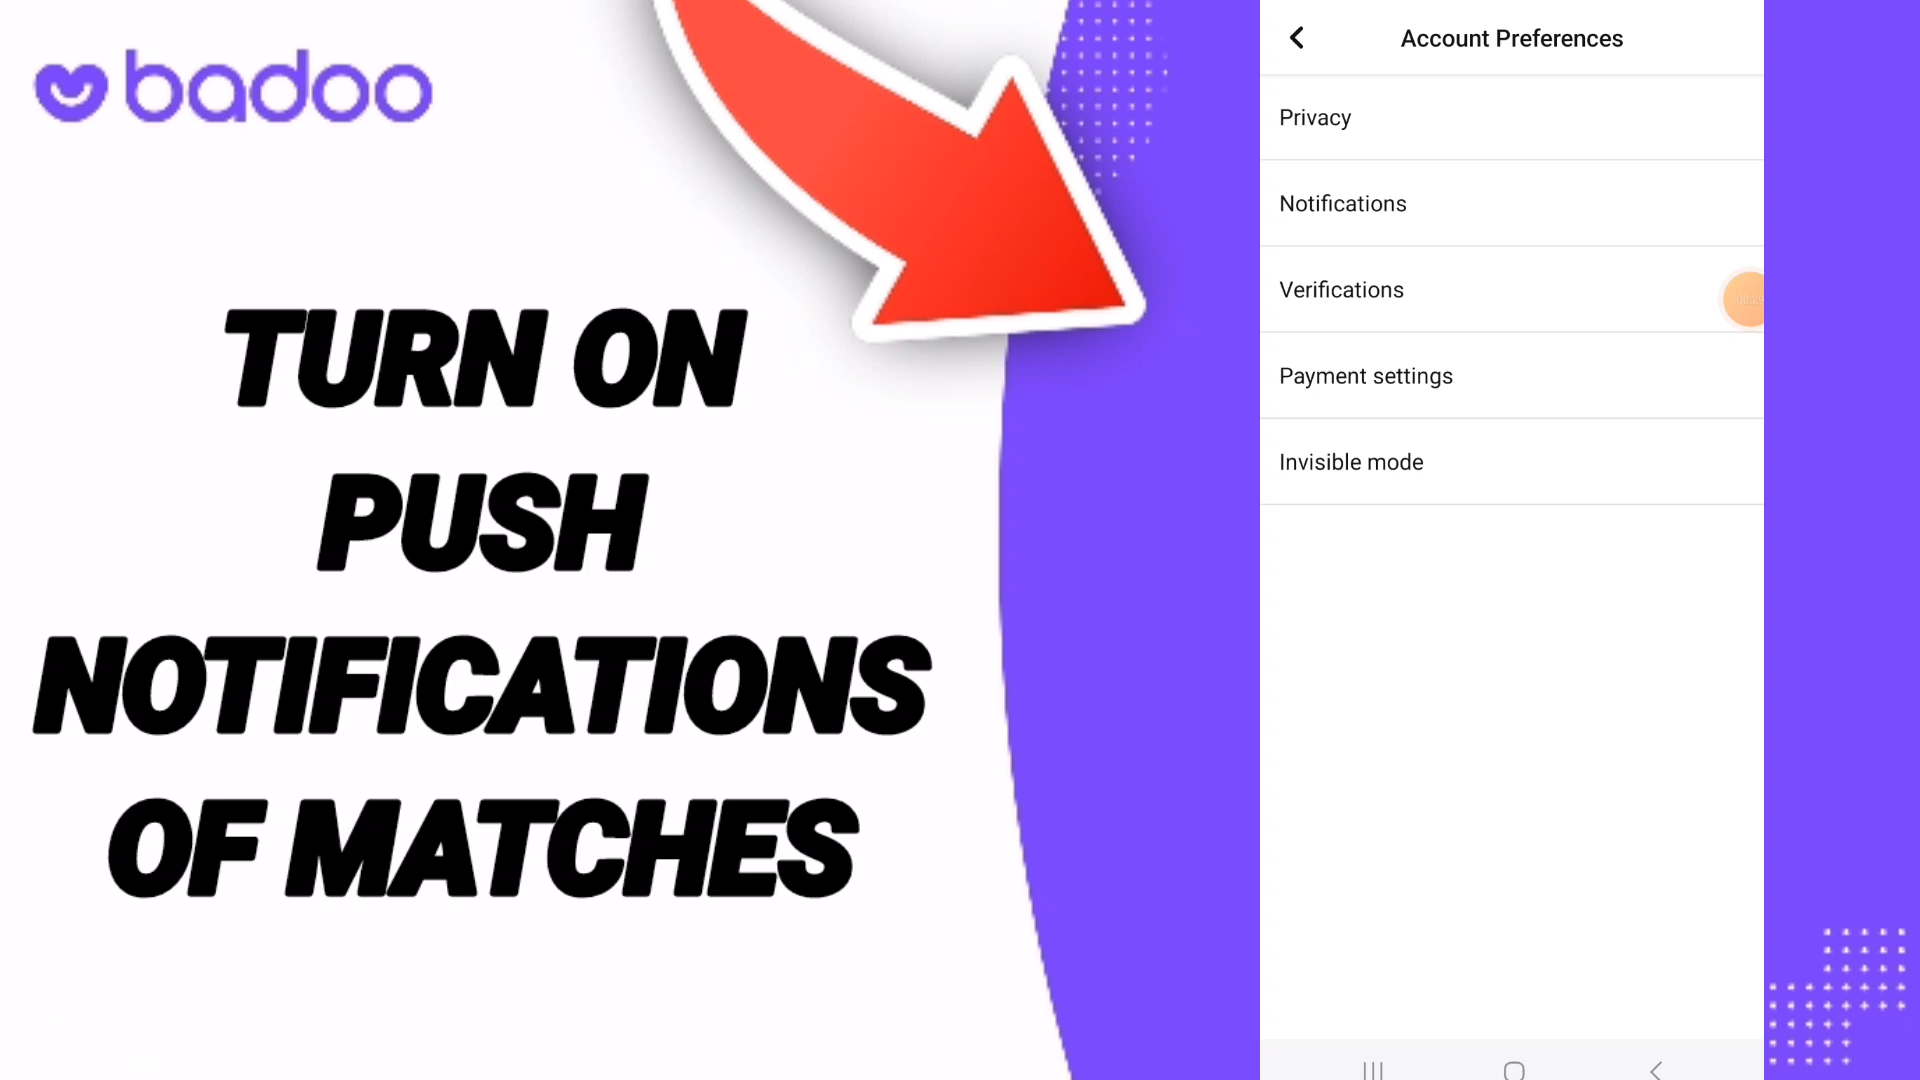 badoo
TURN ON
PUSH
NOTIFICATIONS
OF MATCHES
Account Preferences
Privacy
Notifications
Verifications
Payment settings
Invisible mode